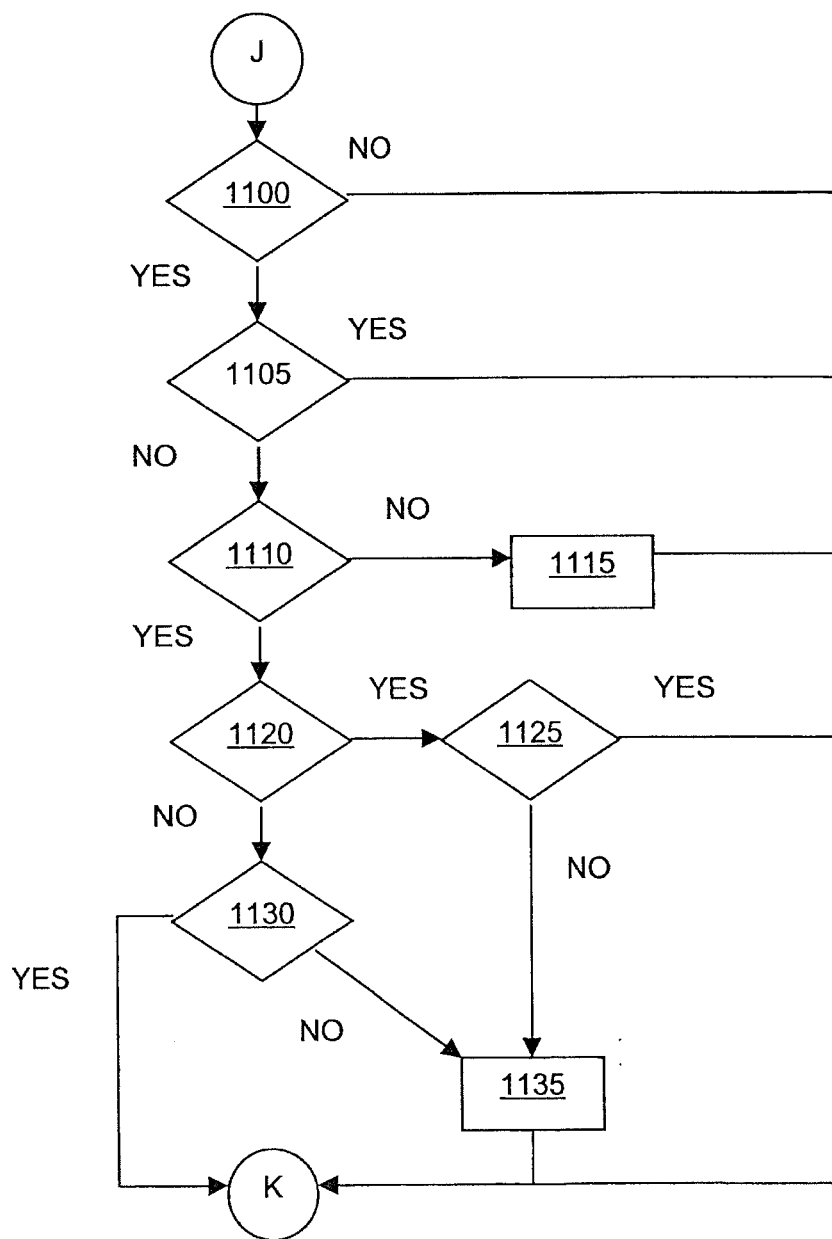 J
NO
1100
YES
YES
1105
NO
NO
1110
1115
YES
YES
YES
1120
1125
NO
NO
1130
YES
NO
1135
K